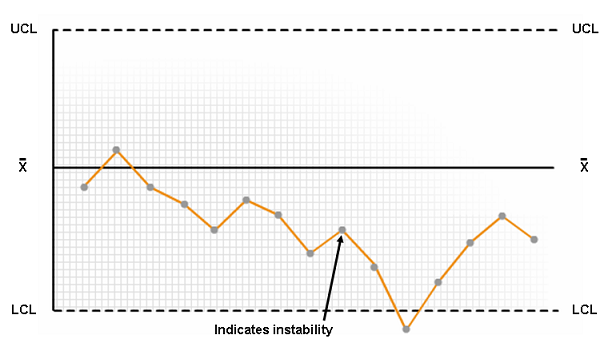 UCL UCL
X̄ X̄
LCL LCL
Indicates instability